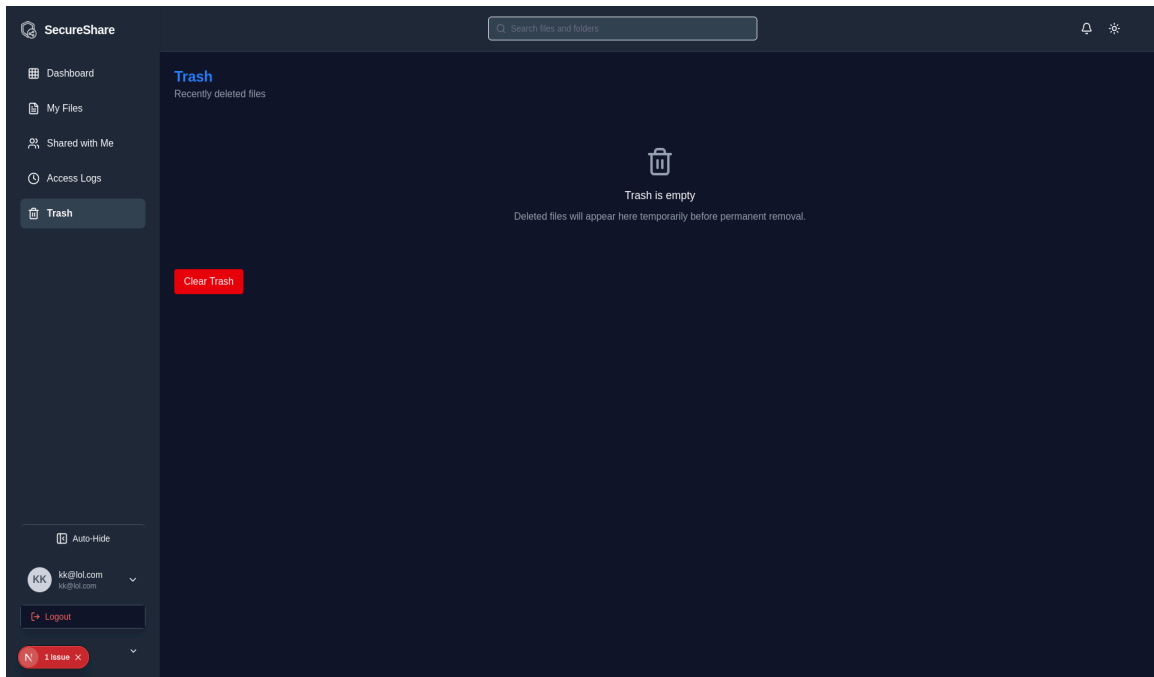 SecureShare
Search files and folders
Dashboard
My Files
Shared with Me
Access Logs
Trash
Trash
Recently deleted files
Trash is empty
Deleted files will appear here temporarily before permanent removal.
Clear Trash
Auto-Hide
KK
kk@lol.com
kk@lol.com
Logout
N
1 Issue